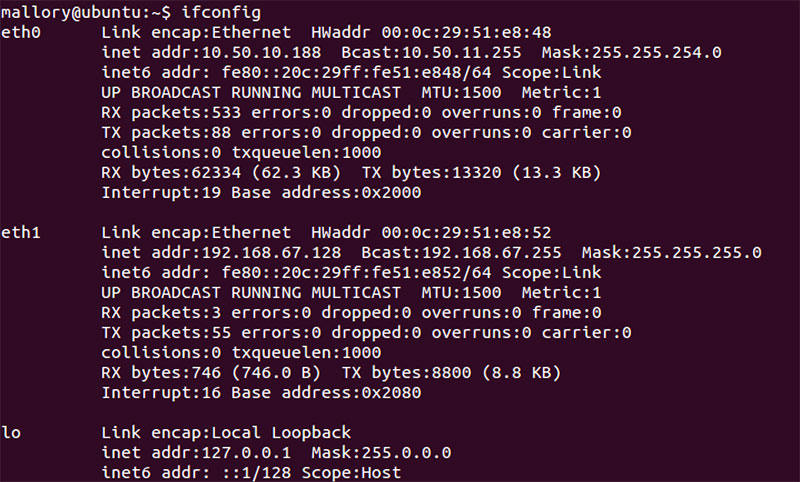 mallory@ubuntu:~$ ifconfig
eth0      Link encap:Ethernet  HWaddr 00:0c:29:51:e8:48
          inet addr:10.50.10.188  Bcast:10.50.11.255  Mask:255.255.254.0
          inet6 addr: fe80::20c:29ff:fe51:e848/64 Scope:Link
          UP BROADCAST RUNNING MULTICAST  MTU:1500  Metric:1
          RX packets:533 errors:0 dropped:0 overruns:0 frame:0
          TX packets:88 errors:0 dropped:0 overruns:0 carrier:0
          collisions:0 txqueuelen:1000
          RX bytes:62334 (62.3 KB)  TX bytes:13320 (13.3 KB)
          Interrupt:19 Base address:0x2000

eth1      Link encap:Ethernet  HWaddr 00:0c:29:51:e8:52
          inet addr:192.168.67.128  Bcast:192.168.67.255  Mask:255.255.255.0
          inet6 addr: fe80::20c:29ff:fe51:e852/64 Scope:Link
          UP BROADCAST RUNNING MULTICAST  MTU:1500  Metric:1
          RX packets:3 errors:0 dropped:0 overruns:0 frame:0
          TX packets:55 errors:0 dropped:0 overruns:0 carrier:0
          collisions:0 txqueuelen:1000
          RX bytes:746 (746.0 B)  TX bytes:8800 (8.8 KB)
          Interrupt:16 Base address:0x2080

lo        Link encap:Local Loopback
          inet addr:127.0.0.1  Mask:255.0.0.0
          inet6 addr: ::1/128 Scope:Host